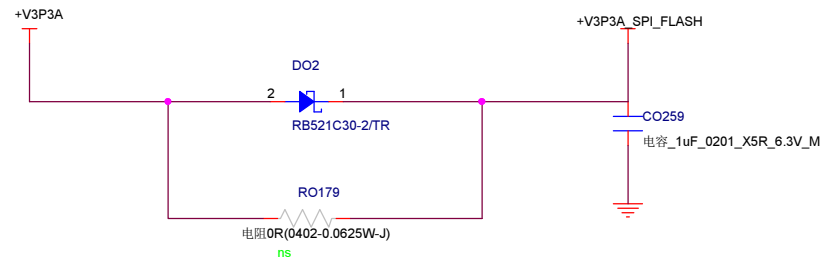 +V3P3A
+V3P3A_SPI_FLASH
DO2
2
1
RB521C30-2/TR
CO259
电容_1uF_0201_X5R_6.3V_M
RO179
电阻0R(0402-0.0625W-J)
ns